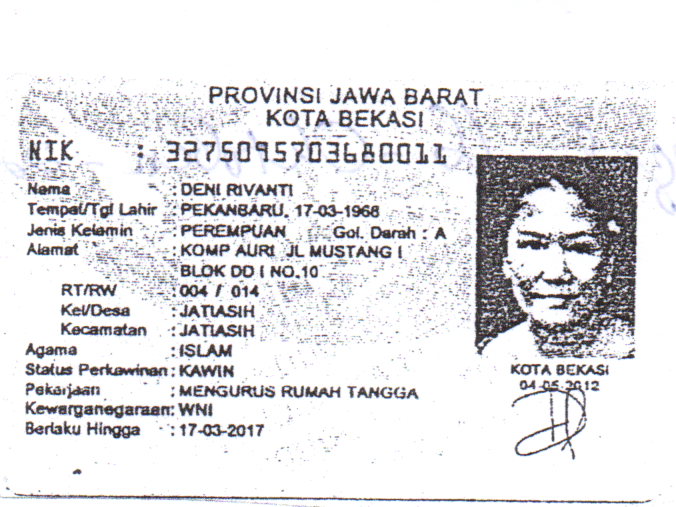 PROVINSI JAWA BARAT
KOTA BEKASI
NIK : 3275095703680011
Nama : DENI RIVANTI
Tempat/Tgl Lahir : PEKANBARU, 17-03-1968
Jenis Kelamin : PEREMPUAN Gol. Darah : A
Alamat : KOMP AURI JL MUSTANG I
BLOK DD I NO.10
RT/RW : 004 / 014
Kel/Desa : JATIASIH
Kecamatan : JATIASIH
Agama : ISLAM
Status Perkawinan : KAWIN
Pekerjaan : MENGURUS RUMAH TANGGA
Kewarganegaraan: WNI
Berlaku Hingga : 17-03-2017
KOTA BEKASI
04-05-2012